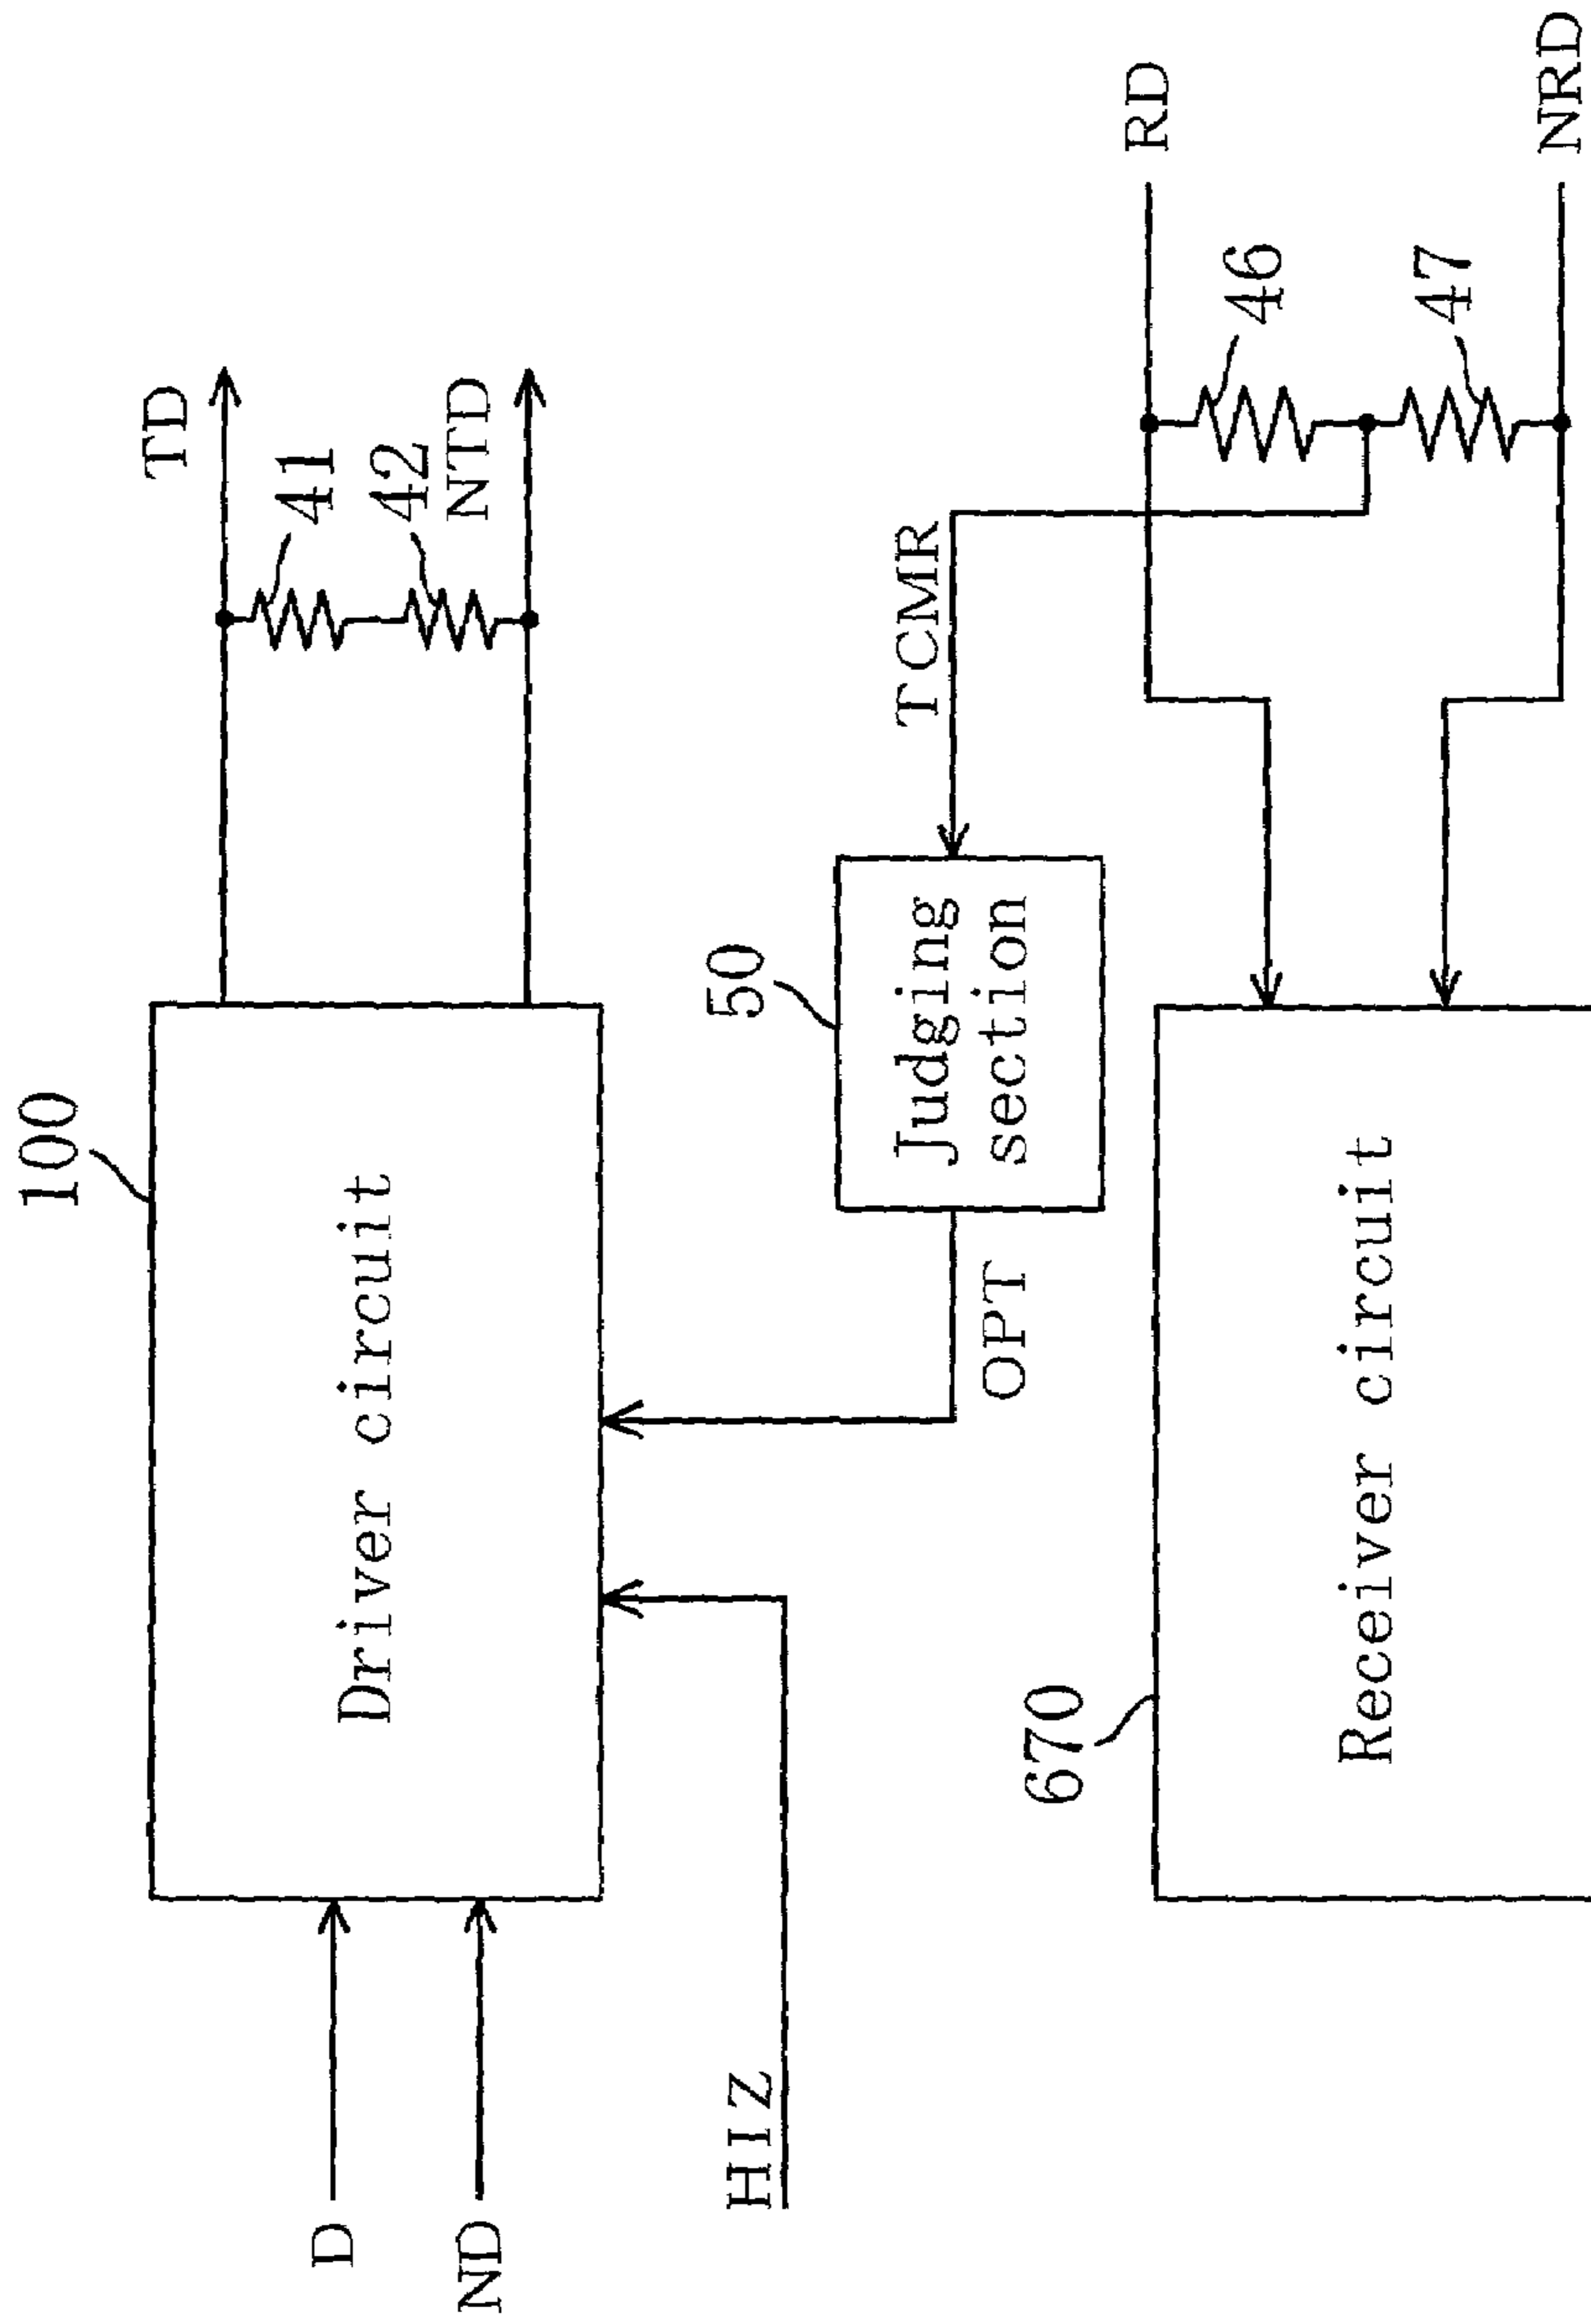 100
D
ND
Driver circuit
TD
41
42
NTD
HIZ
OPT
50
Judging
section
TCMR
670
Receiver circuit
RD
46
47
NRD